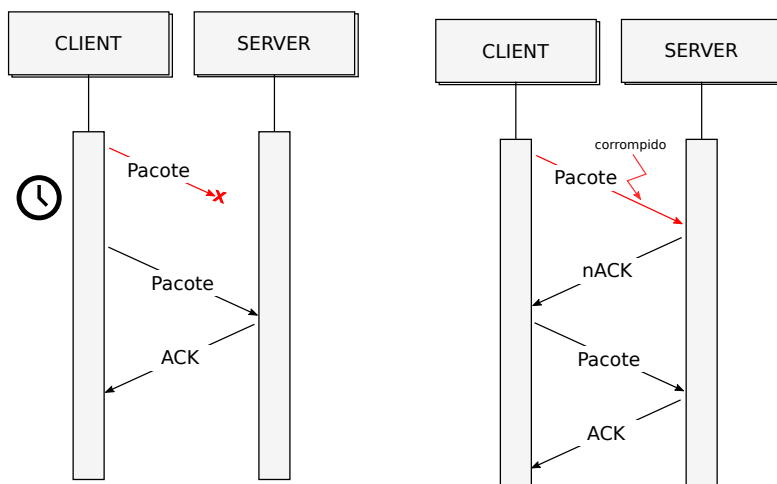 CLIENT
SERVER
Pacote
x
Pacote
ACK
CLIENT
SERVER
corrompido
Pacote
nACK
Pacote
ACK